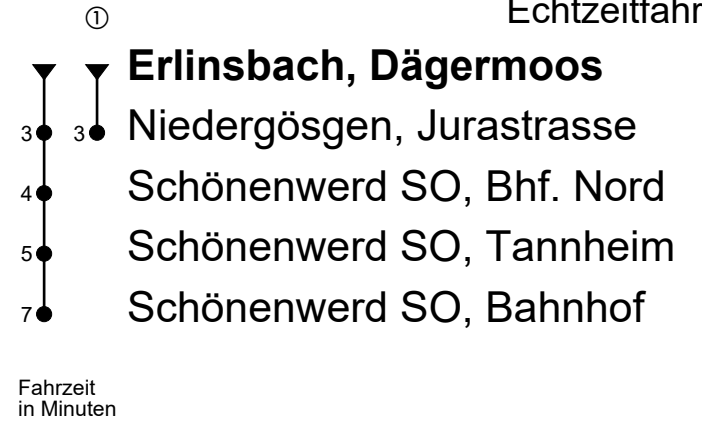 Echtzeitfahr
①
Erlinsbach, Dägermoos
3 3 Niedergösgen, Jurastrasse
4 Schönenwerd SO, Bhf. Nord
5 Schönenwerd SO, Tannheim
7 Schönenwerd SO, Bahnhof
Fahrzeit
in Minuten